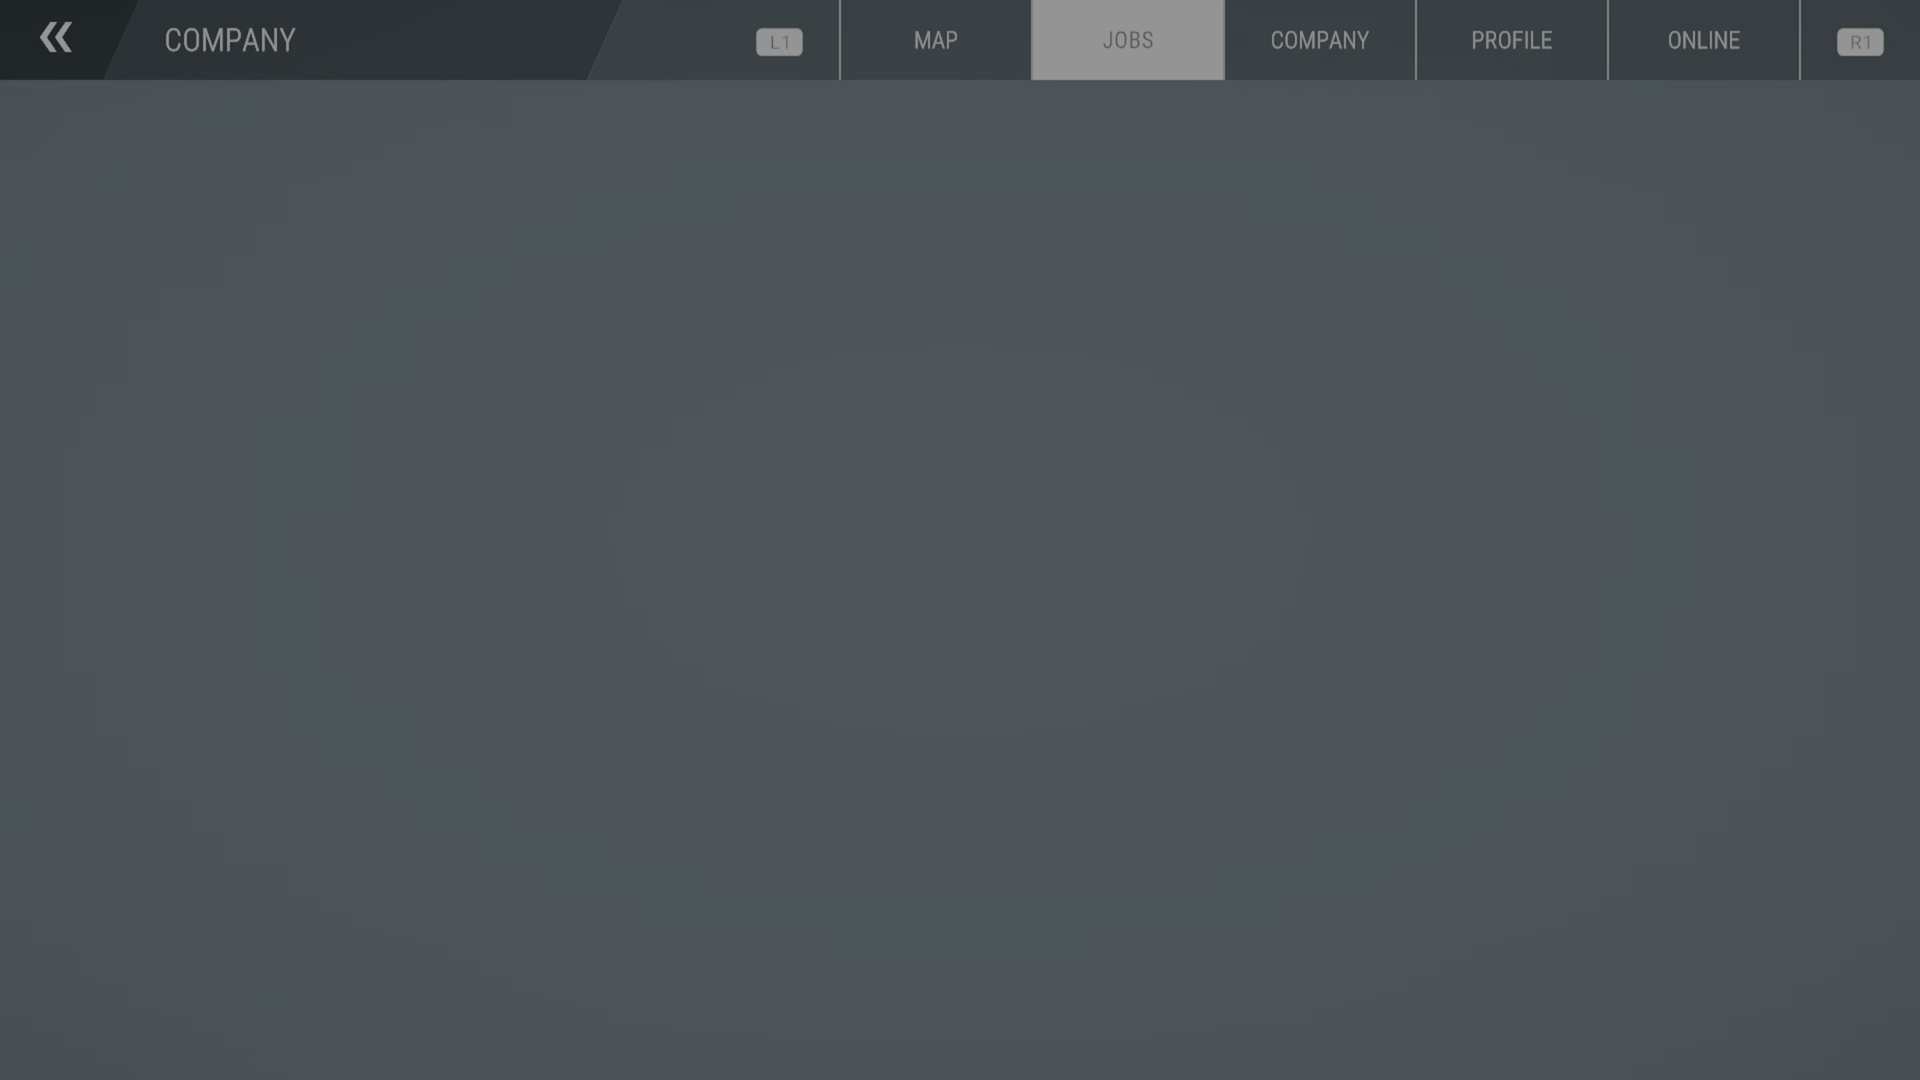 COMPANY
L1
MAP
JOBS
COMPANY
PROFILE
ONLINE
R1